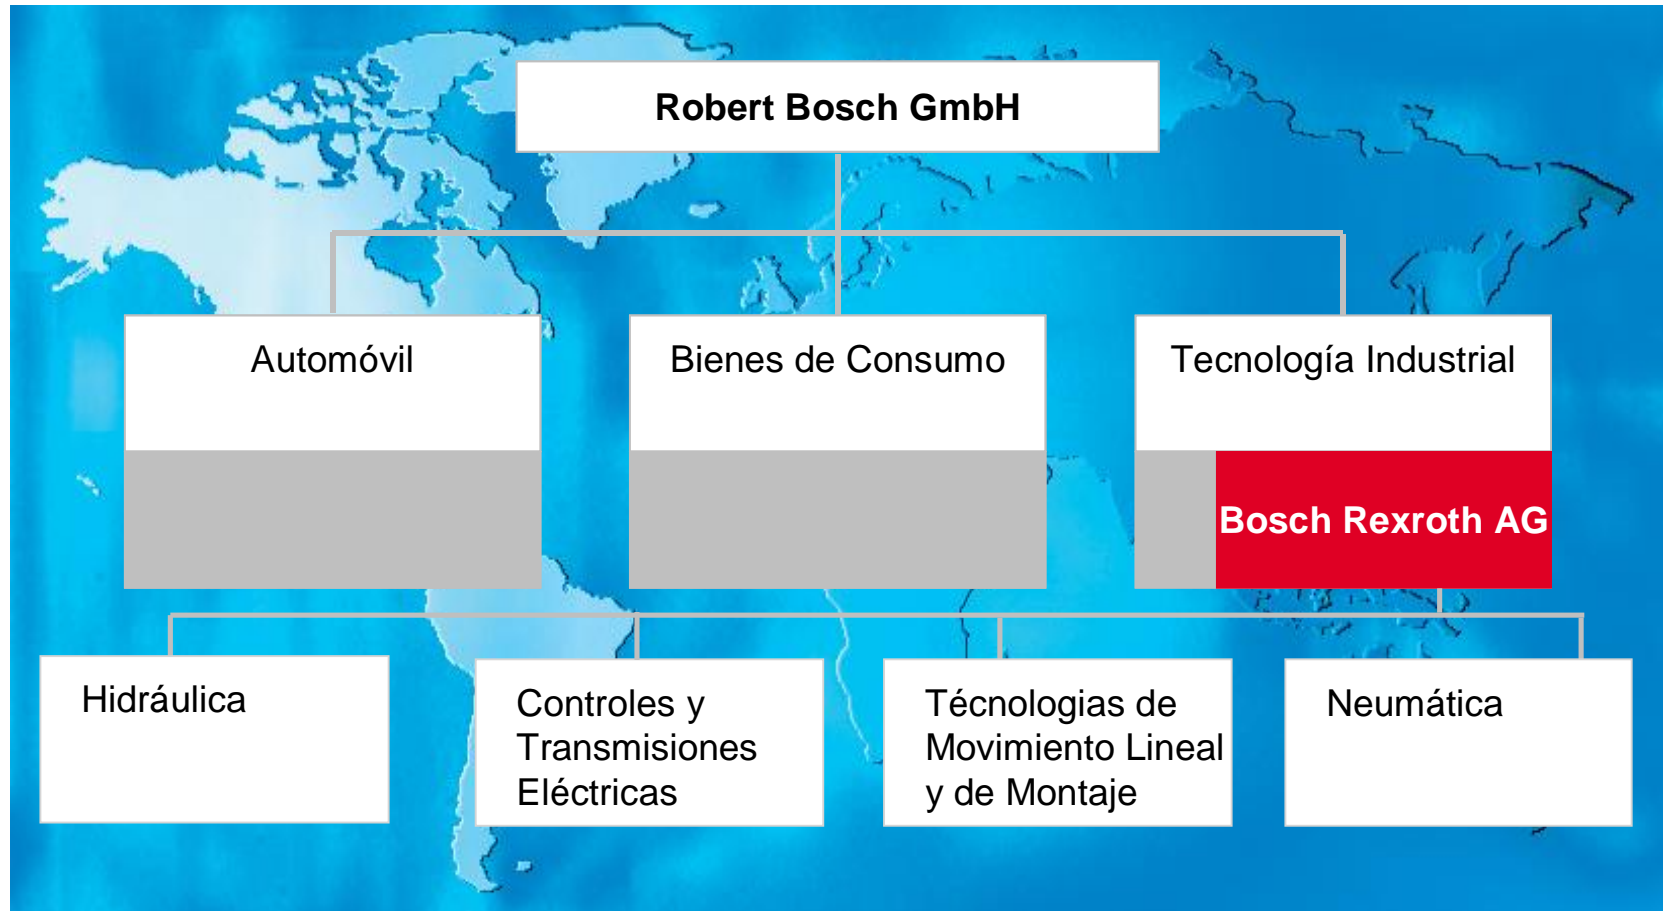 Robert Bosch GmbH
Automóvil
Bienes de Consumo
Tecnología Industrial
Bosch Rexroth AG
Hidráulica
Controles y
Transmisiones
Eléctricas
Técnologias de
Movimiento Lineal
y de Montaje
Neumática